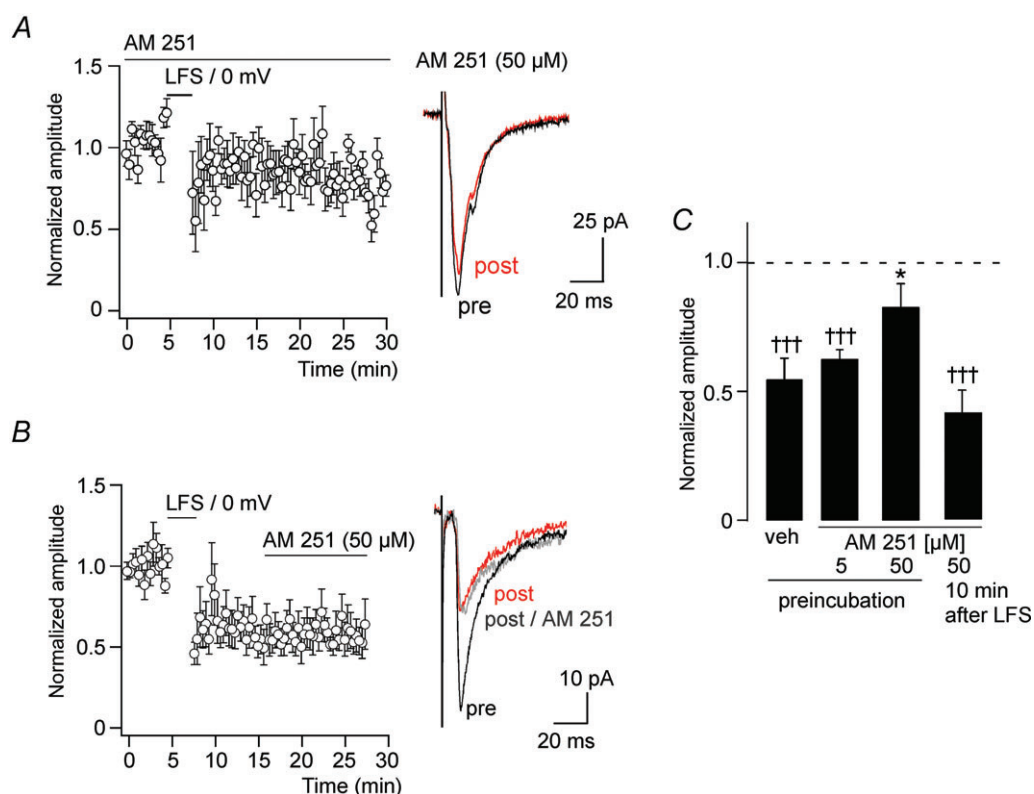 A
AM 251
LFS / 0 mV
1.5
1.0
0.5
0
Normalized amplitude
0 5 10 15 20 25 30
Time (min)
AM 251 (50 µM)
post
pre
25 pA
20 ms
B
LFS / 0 mV
AM 251 (50 µM)
1.5
1.0
0.5
0
Normalized amplitude
0 5 10 15 20 25 30
Time (min)
post
post / AM 251
pre
10 pA
20 ms
C
1.0
0.5
0
Normalized amplitude
††† ††† * †††
veh
AM 251 [µM]
5 50 50
preincubation
10 min
after LFS